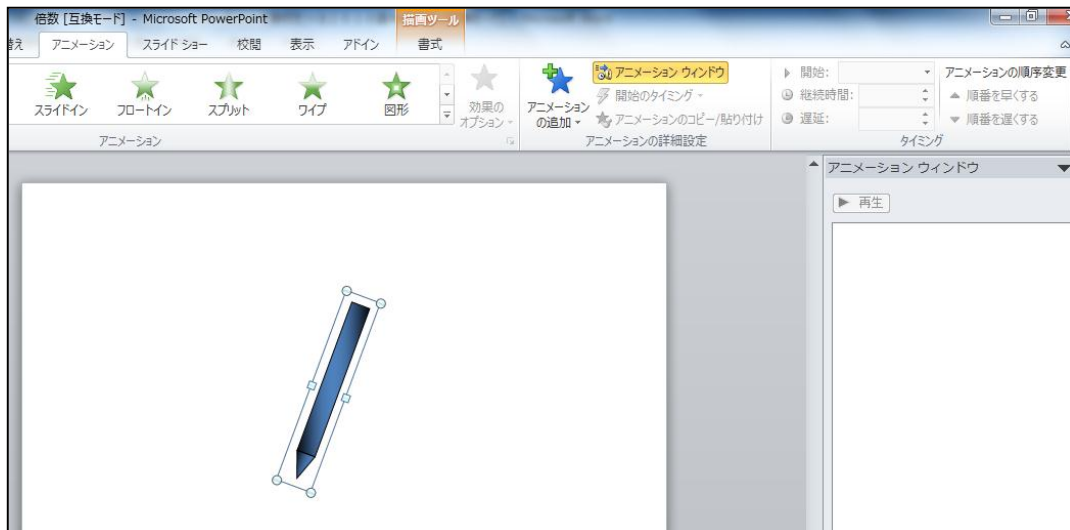 倍数 [互換モード] - Microsoft PowerPoint
描画ツール
替え アニメーション スライド ショー 校閲 表示 アドイン 書式
スライドイン フロートイン スプリット ワイプ 図形
効果の
オプション
アニメーション
の追加
アニメーション ウィンドウ
開始のタイミング
アニメーションのコピー/貼り付け
開始:
継続時間:
遅延:
アニメーションの順序変更
順番を早くする
順番を遅くする
アニメーション アニメーションの詳細設定 タイミング
アニメーション ウィンドウ
再生